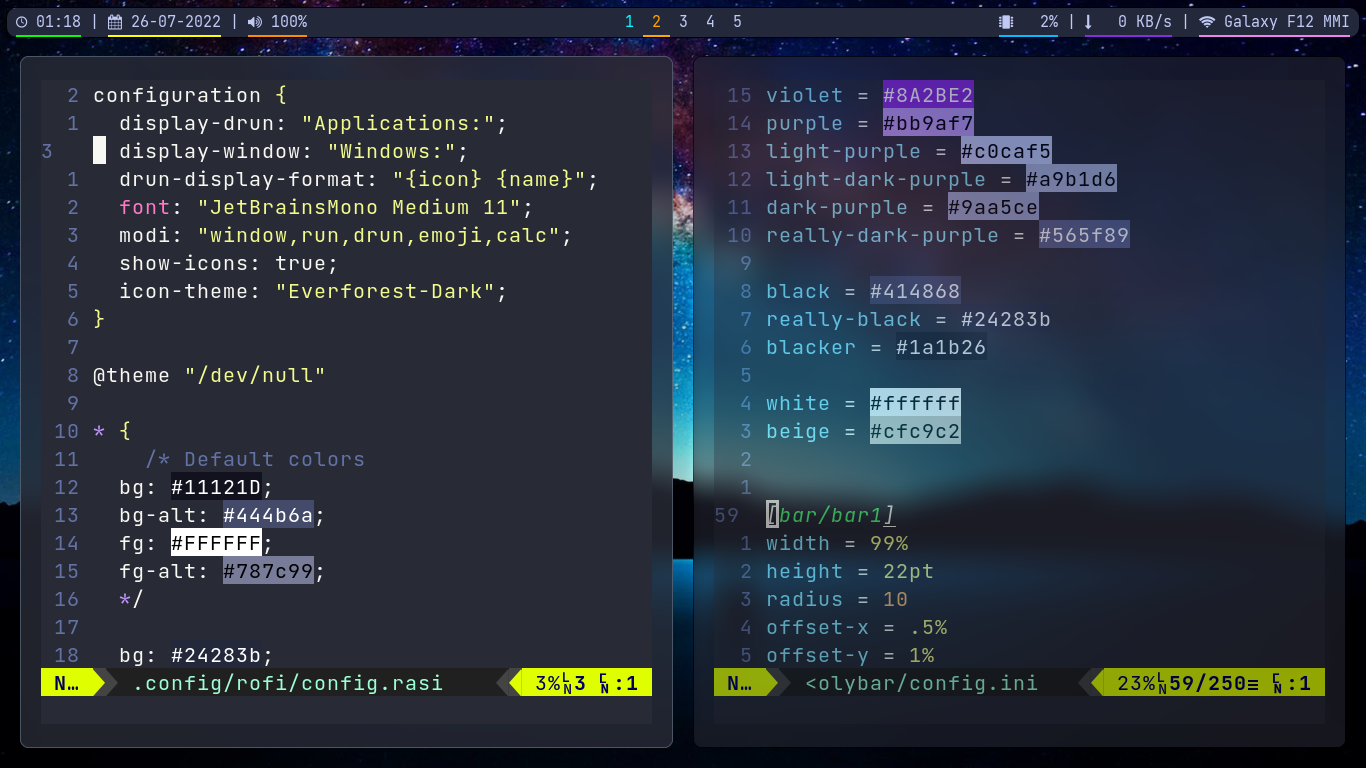 01:18 | 26-07-2022 | 100% 1 2 3 4 5 2% | 0 KB/s | Galaxy F12 MMI
2 configuration {
1 display-drun: "Applications:";
3 display-window: "Windows:";
1 drun-display-format: "{icon} {name}";
2 font: "JetBrainsMono Medium 11";
3 modi: "window,run,drun,emoji,calc";
4 show-icons: true;
5 icon-theme: "Everforest-Dark";
6 }
7
8 @theme "/dev/null"
9
10 * {
11 /* Default colors
12 bg: #11121D;
13 bg-alt: #444b6a;
14 fg: #FFFFFF;
15 fg-alt: #787c99;
16 */
17
18 bg: #24283b;
N… .config/rofi/config.rasi 3% LN 3 CN :1
15 violet = #8A2BE2
14 purple = #bb9af7
13 light-purple = #c0caf5
12 light-dark-purple = #a9b1d6
11 dark-purple = #9aa5ce
10 really-dark-purple = #565f89
9
8 black = #414868
7 really-black = #24283b
6 blacker = #1a1b26
5
4 white = #ffffff
3 beige = #cfc9c2
2
1
59 [bar/bar1]
1 width = 99%
2 height = 22pt
3 radius = 10
4 offset-x = .5%
5 offset-y = 1%
N… <olybar/config.ini 23% LN 59/250≡ CN :1